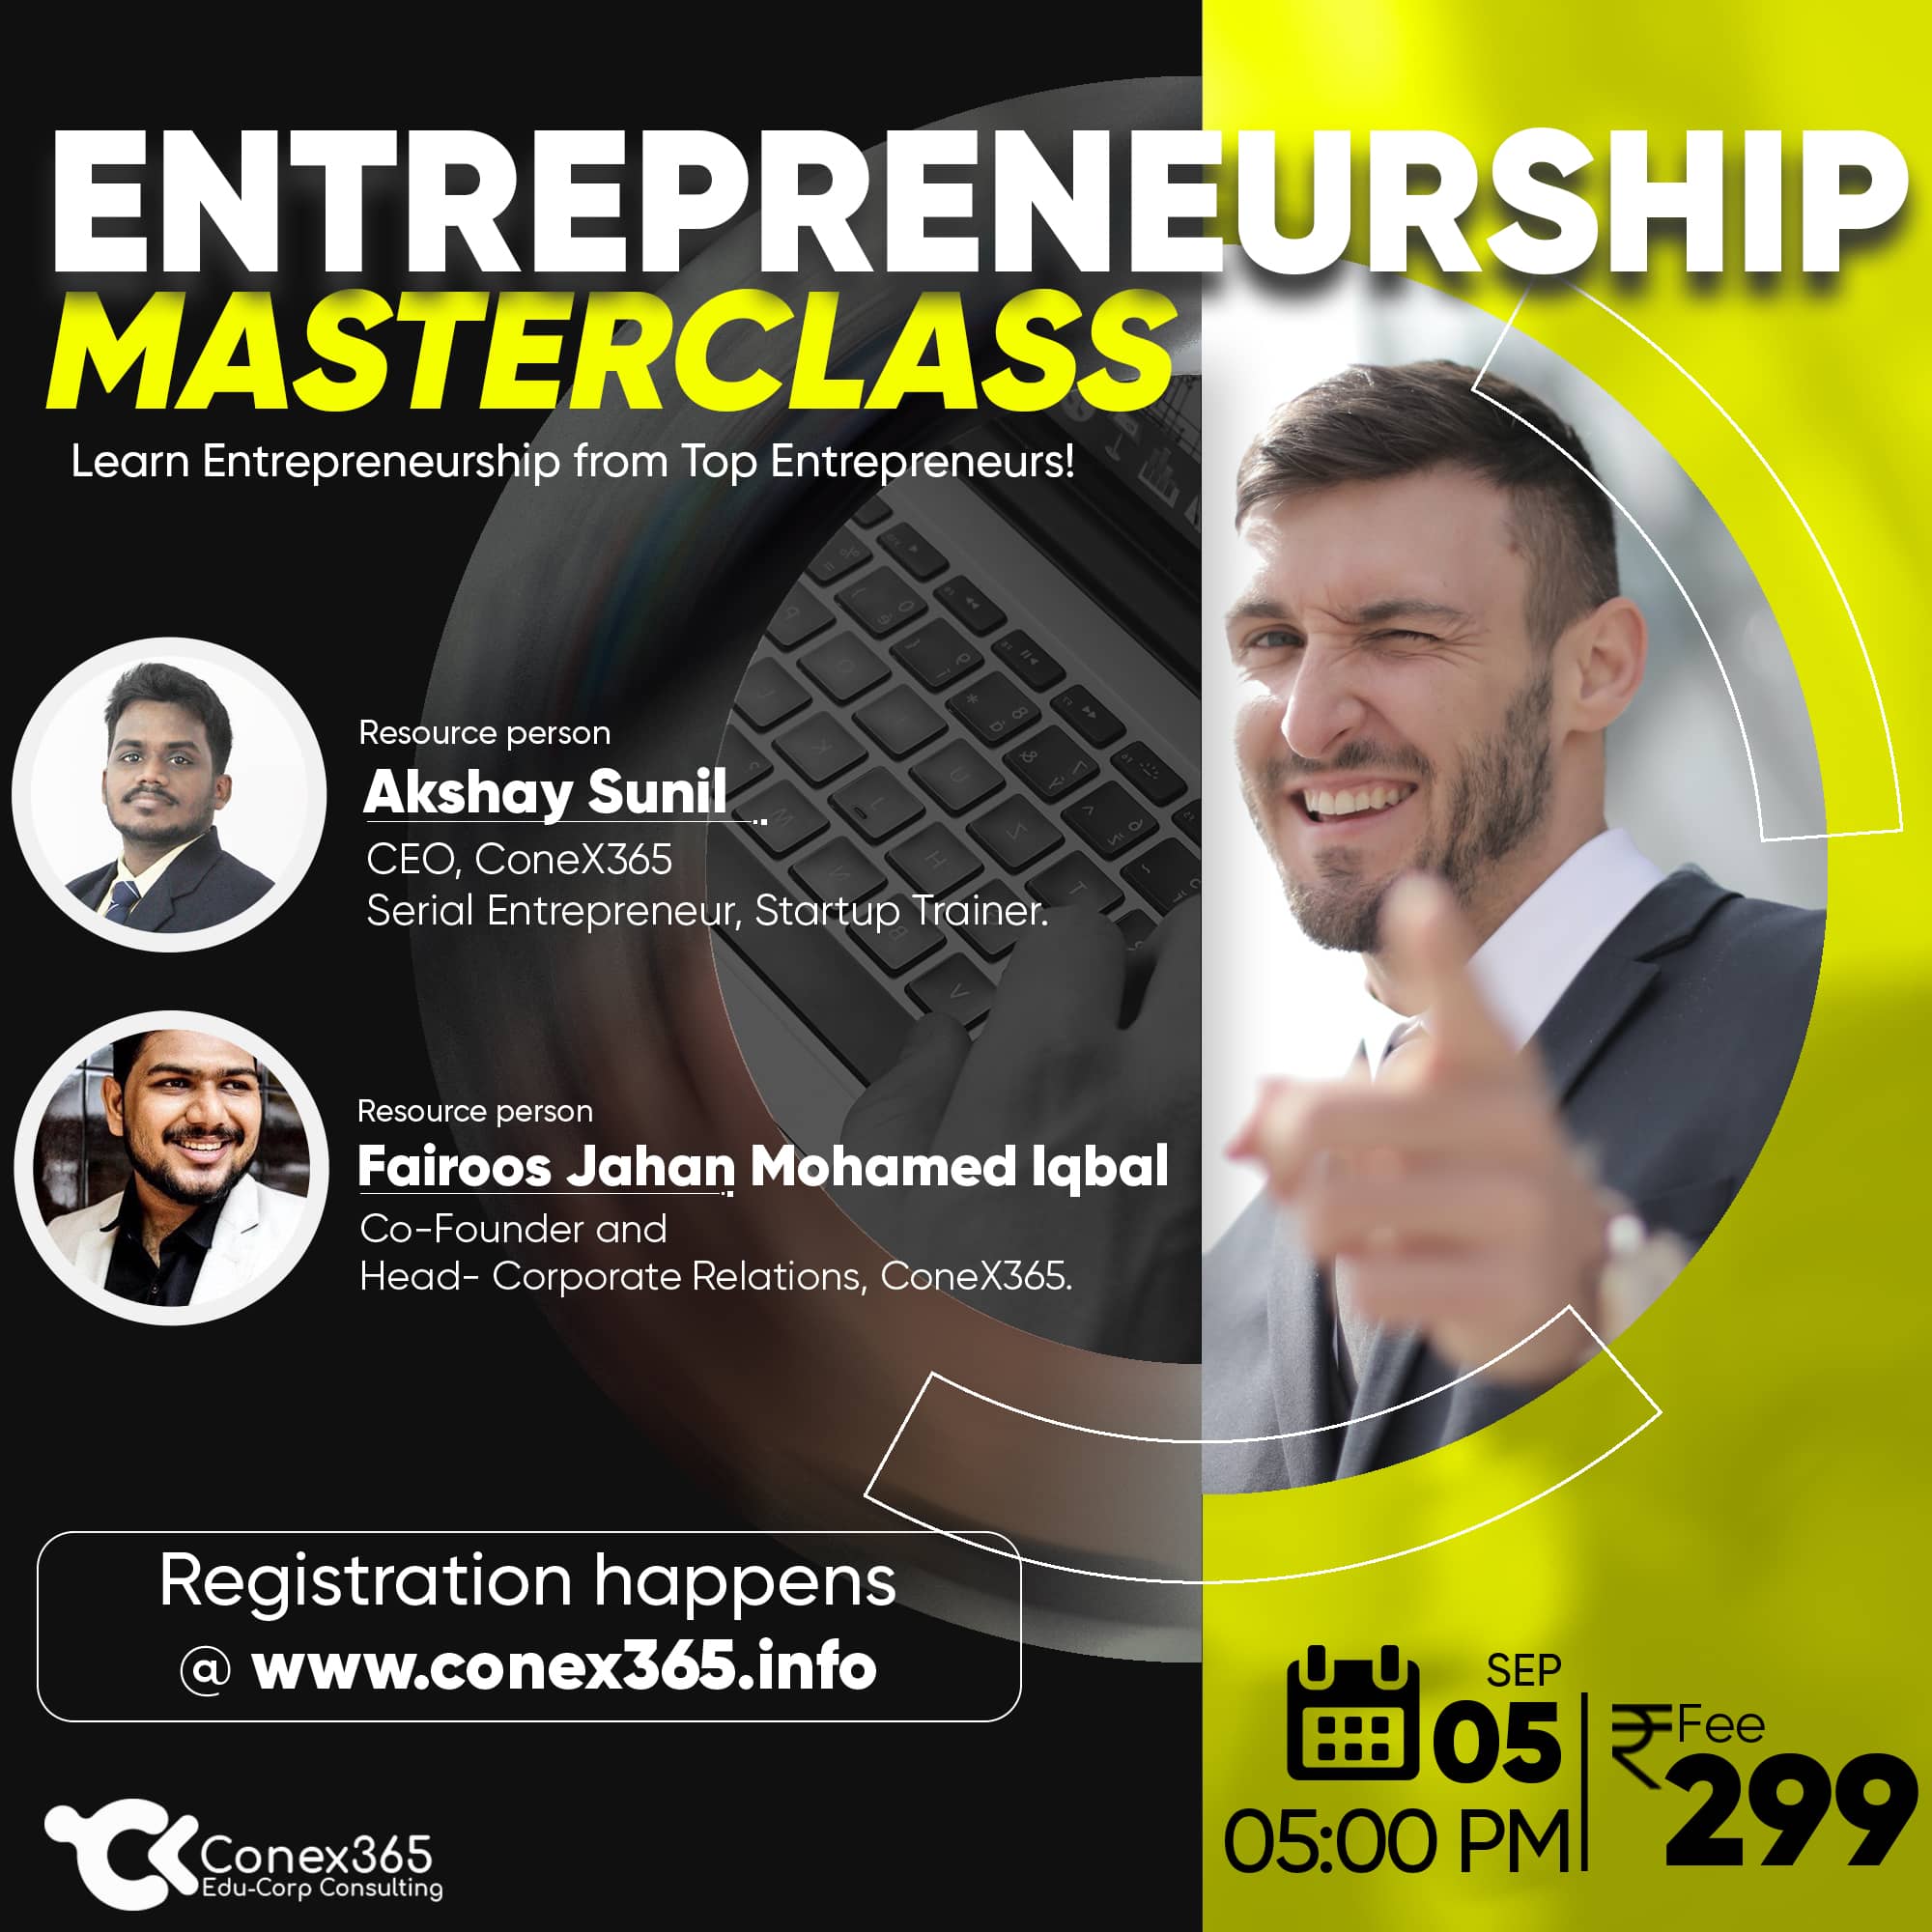 ENTREPRENEURSHIP
MASTERCLASS
Learn Entrepreneurship from Top Entrepreneurs!
Resource person
Akshay Sunil
CEO, ConeX365
Serial Entrepreneur, Startup Trainer.
Resource person
Fairoos Jahan Mohamed Iqbal
Co-Founder and
Head- Corporate Relations, ConeX365.
Registration happens
@ www.conex365.info
SEP
05
05:00 PM
₹ Fee
299
Conex365
Edu-Corp Consulting